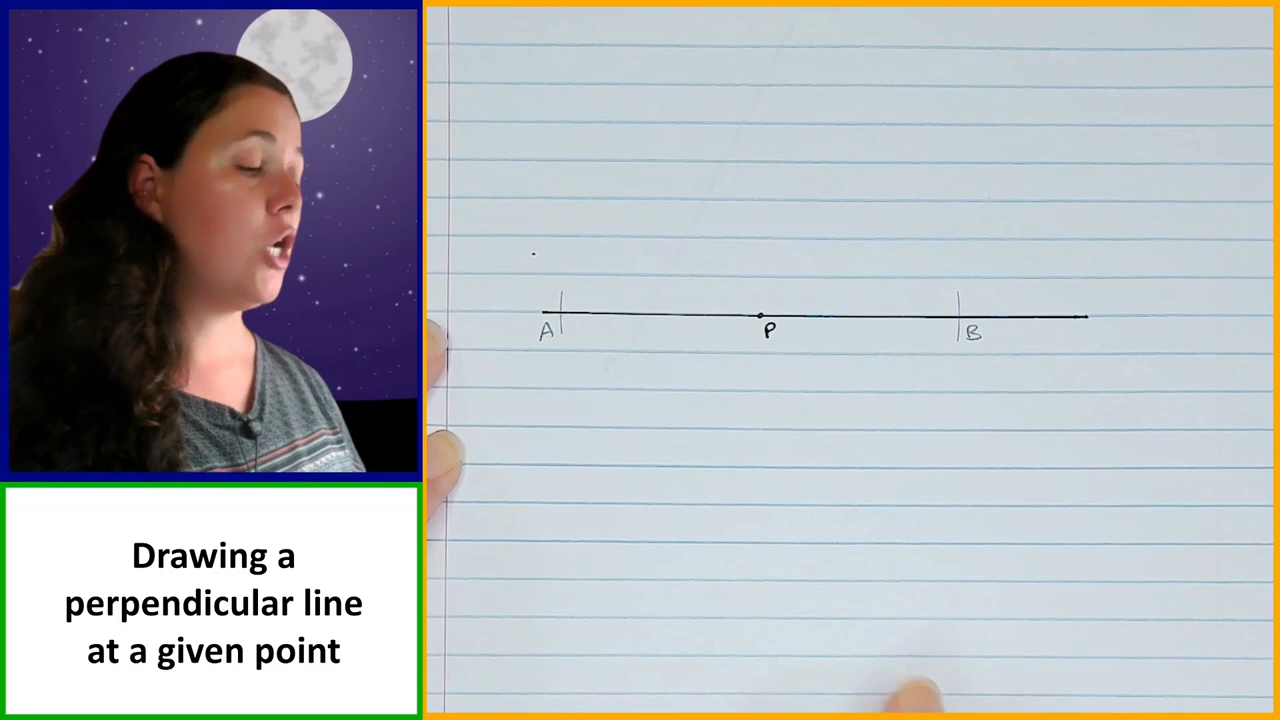 Drawing a
perpendicular line
at a given point
A P B